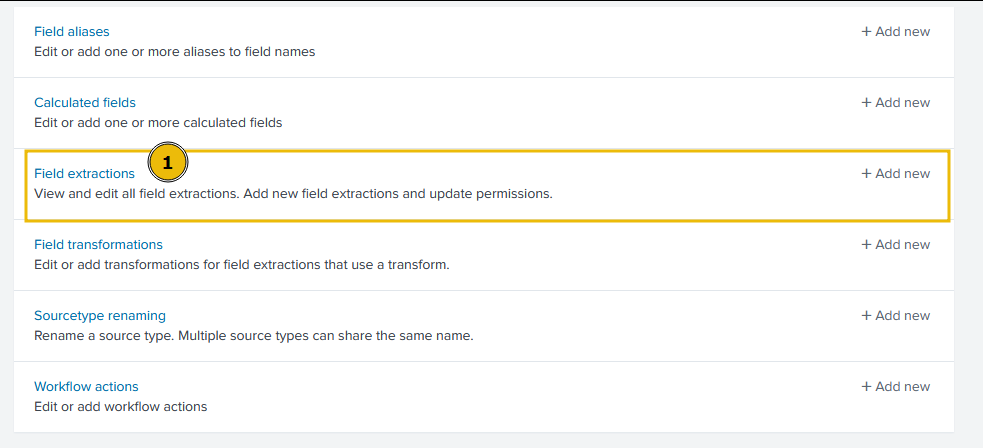 Field aliases
+ Add new
Edit or add one or more aliases to field names
Calculated fields
+ Add new
Edit or add one or more calculated fields
1
Field extractions
+ Add new
View and edit all field extractions. Add new field extractions and update permissions.
Field transformations
+ Add new
Edit or add transformations for field extractions that use a transform.
Sourcetype renaming
+ Add new
Rename a source type. Multiple source types can share the same name.
Workflow actions
+ Add new
Edit or add workflow actions